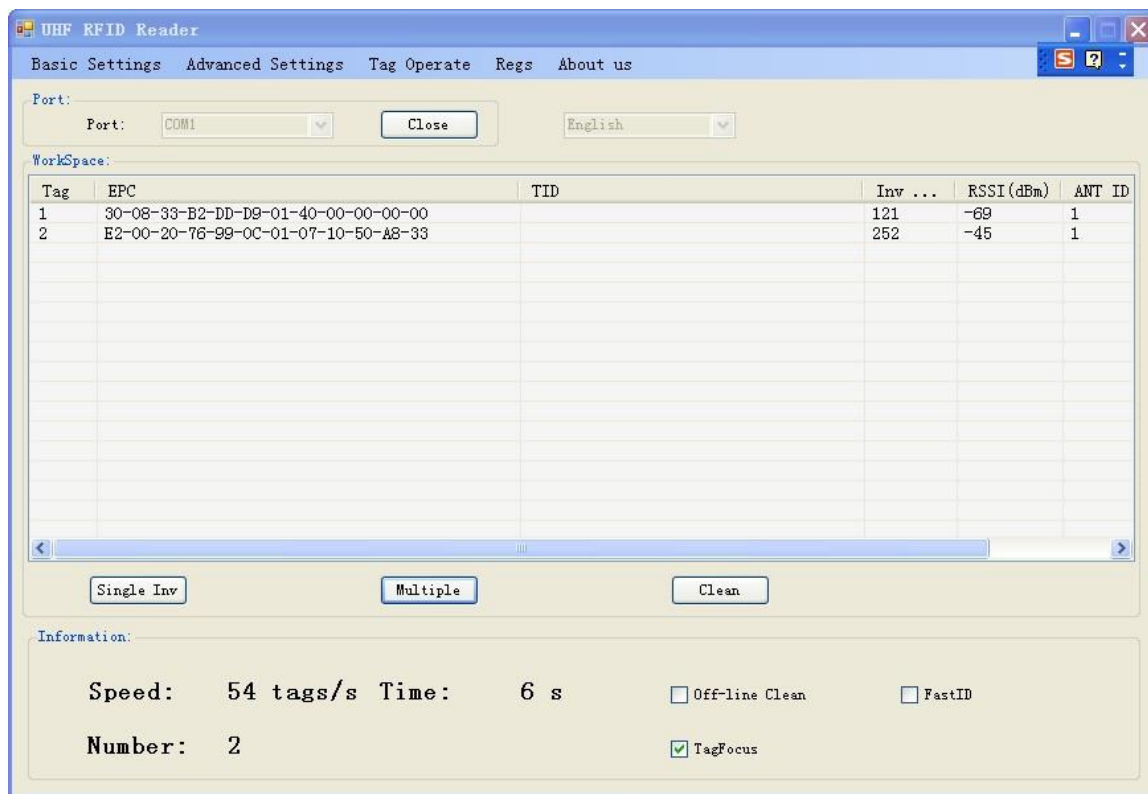 UHF RFID Reader
Basic Settings Advanced Settings Tag Operate Regs About us
Port:
Port: COM1 Close English
WorkSpace:
Tag EPC TID Inv ... RSSI(dBm) ANT ID
1 30-08-33-B2-DD-D9-01-40-00-00-00-00 121 -69 1
2 E2-00-20-76-99-0C-01-07-10-50-A8-33 252 -45 1
Single Inv Multiple Clean
Information:
Speed: 54 tags/s Time: 6 s Off-line Clean FastID
Number: 2 TagFocus